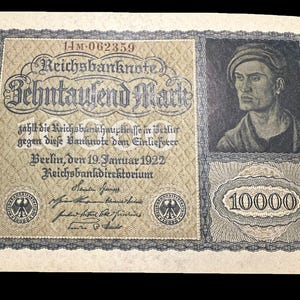 14M·062359
Reichsbanknote
Zehntausend Mark
zahlt die Reichsbankhauptkasse in Berlin
gegen diese Banknote dem Einlieferer
Berlin, den 19. Januar 1922
Reichsbankdirektorium
10000